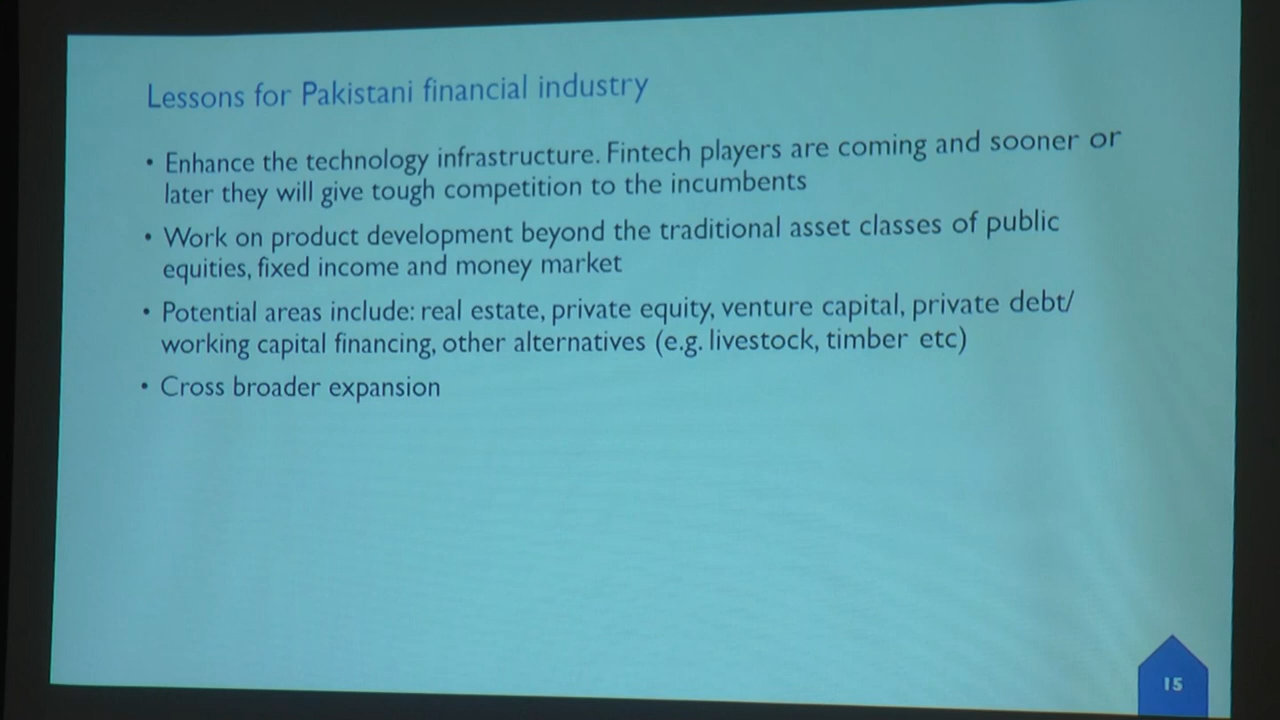 Lessons for Pakistani financial industry
• Enhance the technology infrastructure. Fintech players are coming and sooner or
later they will give tough competition to the incumbents
• Work on product development beyond the traditional asset classes of public
equities, fixed income and money market
• Potential areas include: real estate, private equity, venture capital, private debt/
working capital financing, other alternatives (e.g. livestock, timber etc)
• Cross broader expansion
15